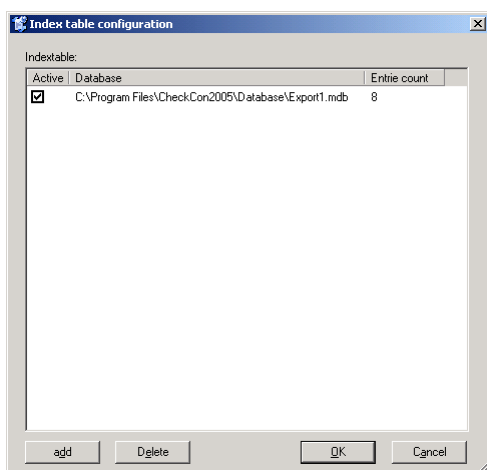 Index table configuration
Indextable:
Active Database Entrie count
C:\Program Files\CheckCon2005\Database\Export1.mdb 8
add Delete OK Cancel